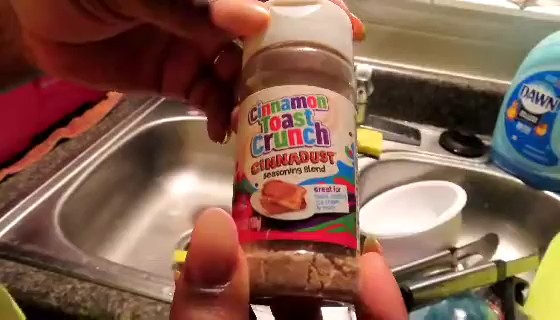 Cinnamon
Toast
Crunch
CINNADUST
seasoning blend
great for
DAWN